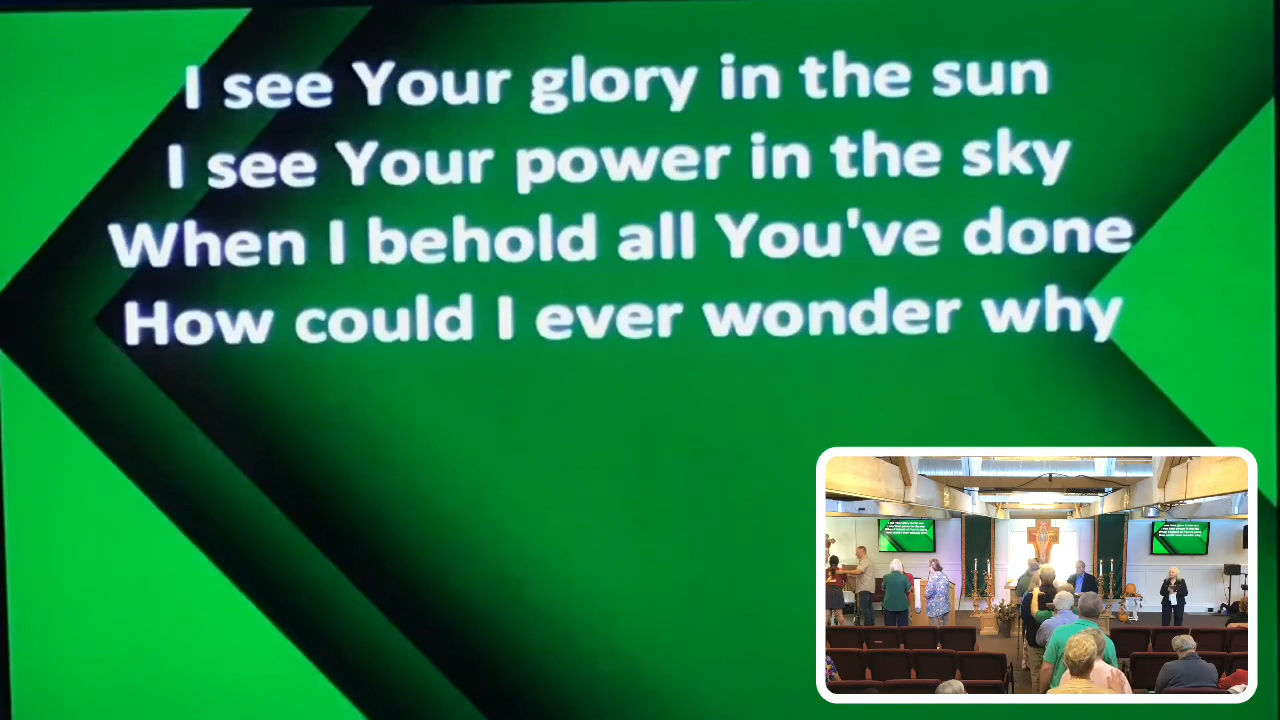 I see Your glory in the sun
I see Your power in the sky
When I behold all You've done
How could I ever wonder why